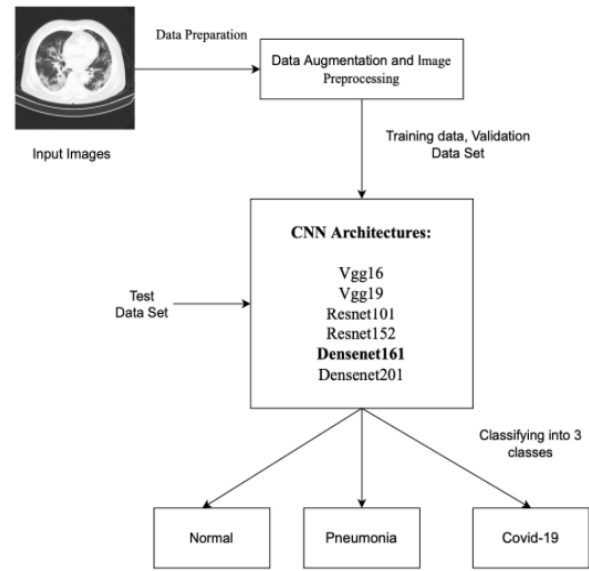 Data Preparation
Data Augmentation and Image
Preprocessing
Input Images
Training data, Validation
Data Set
CNN Architectures:
Vgg16
Vgg19
Resnet101
Resnet152
Densenet161
Densenet201
Test
Data Set
Classifying into 3
classes
Normal
Pneumonia
Covid-19